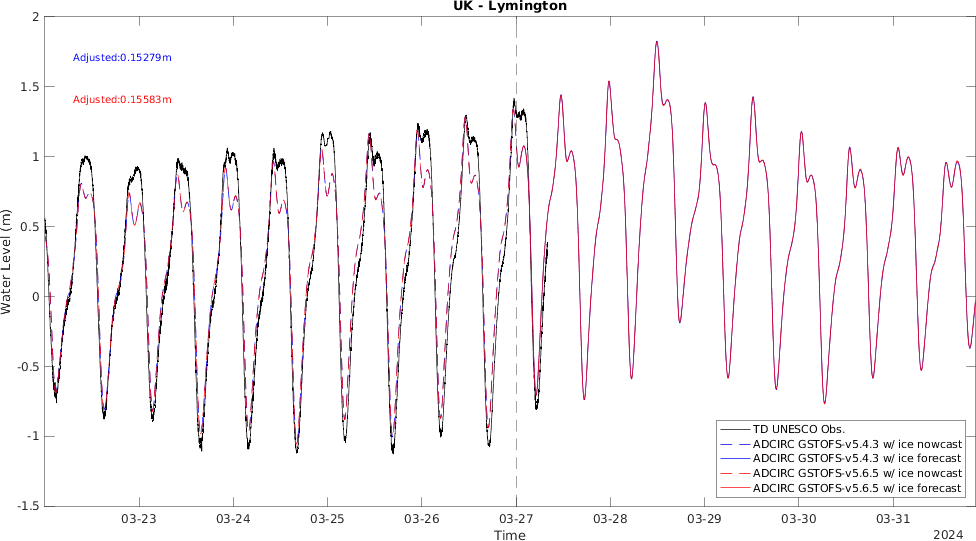 UK - Lymington
2
Adjusted:0.15279m
1.5
Adjusted:0.15583m
1
0.5
Water Level (m)
0
-0.5
-1
-1.5
TD UNESCO Obs.
ADCIRC GSTOFS-v5.4.3 w/ ice nowcast
ADCIRC GSTOFS-v5.4.3 w/ ice forecast
ADCIRC GSTOFS-v5.6.5 w/ ice nowcast
ADCIRC GSTOFS-v5.6.5 w/ ice forecast
03-23 03-24 03-25 03-26 03-27 03-28 03-29 03-30 03-31
Time
2024